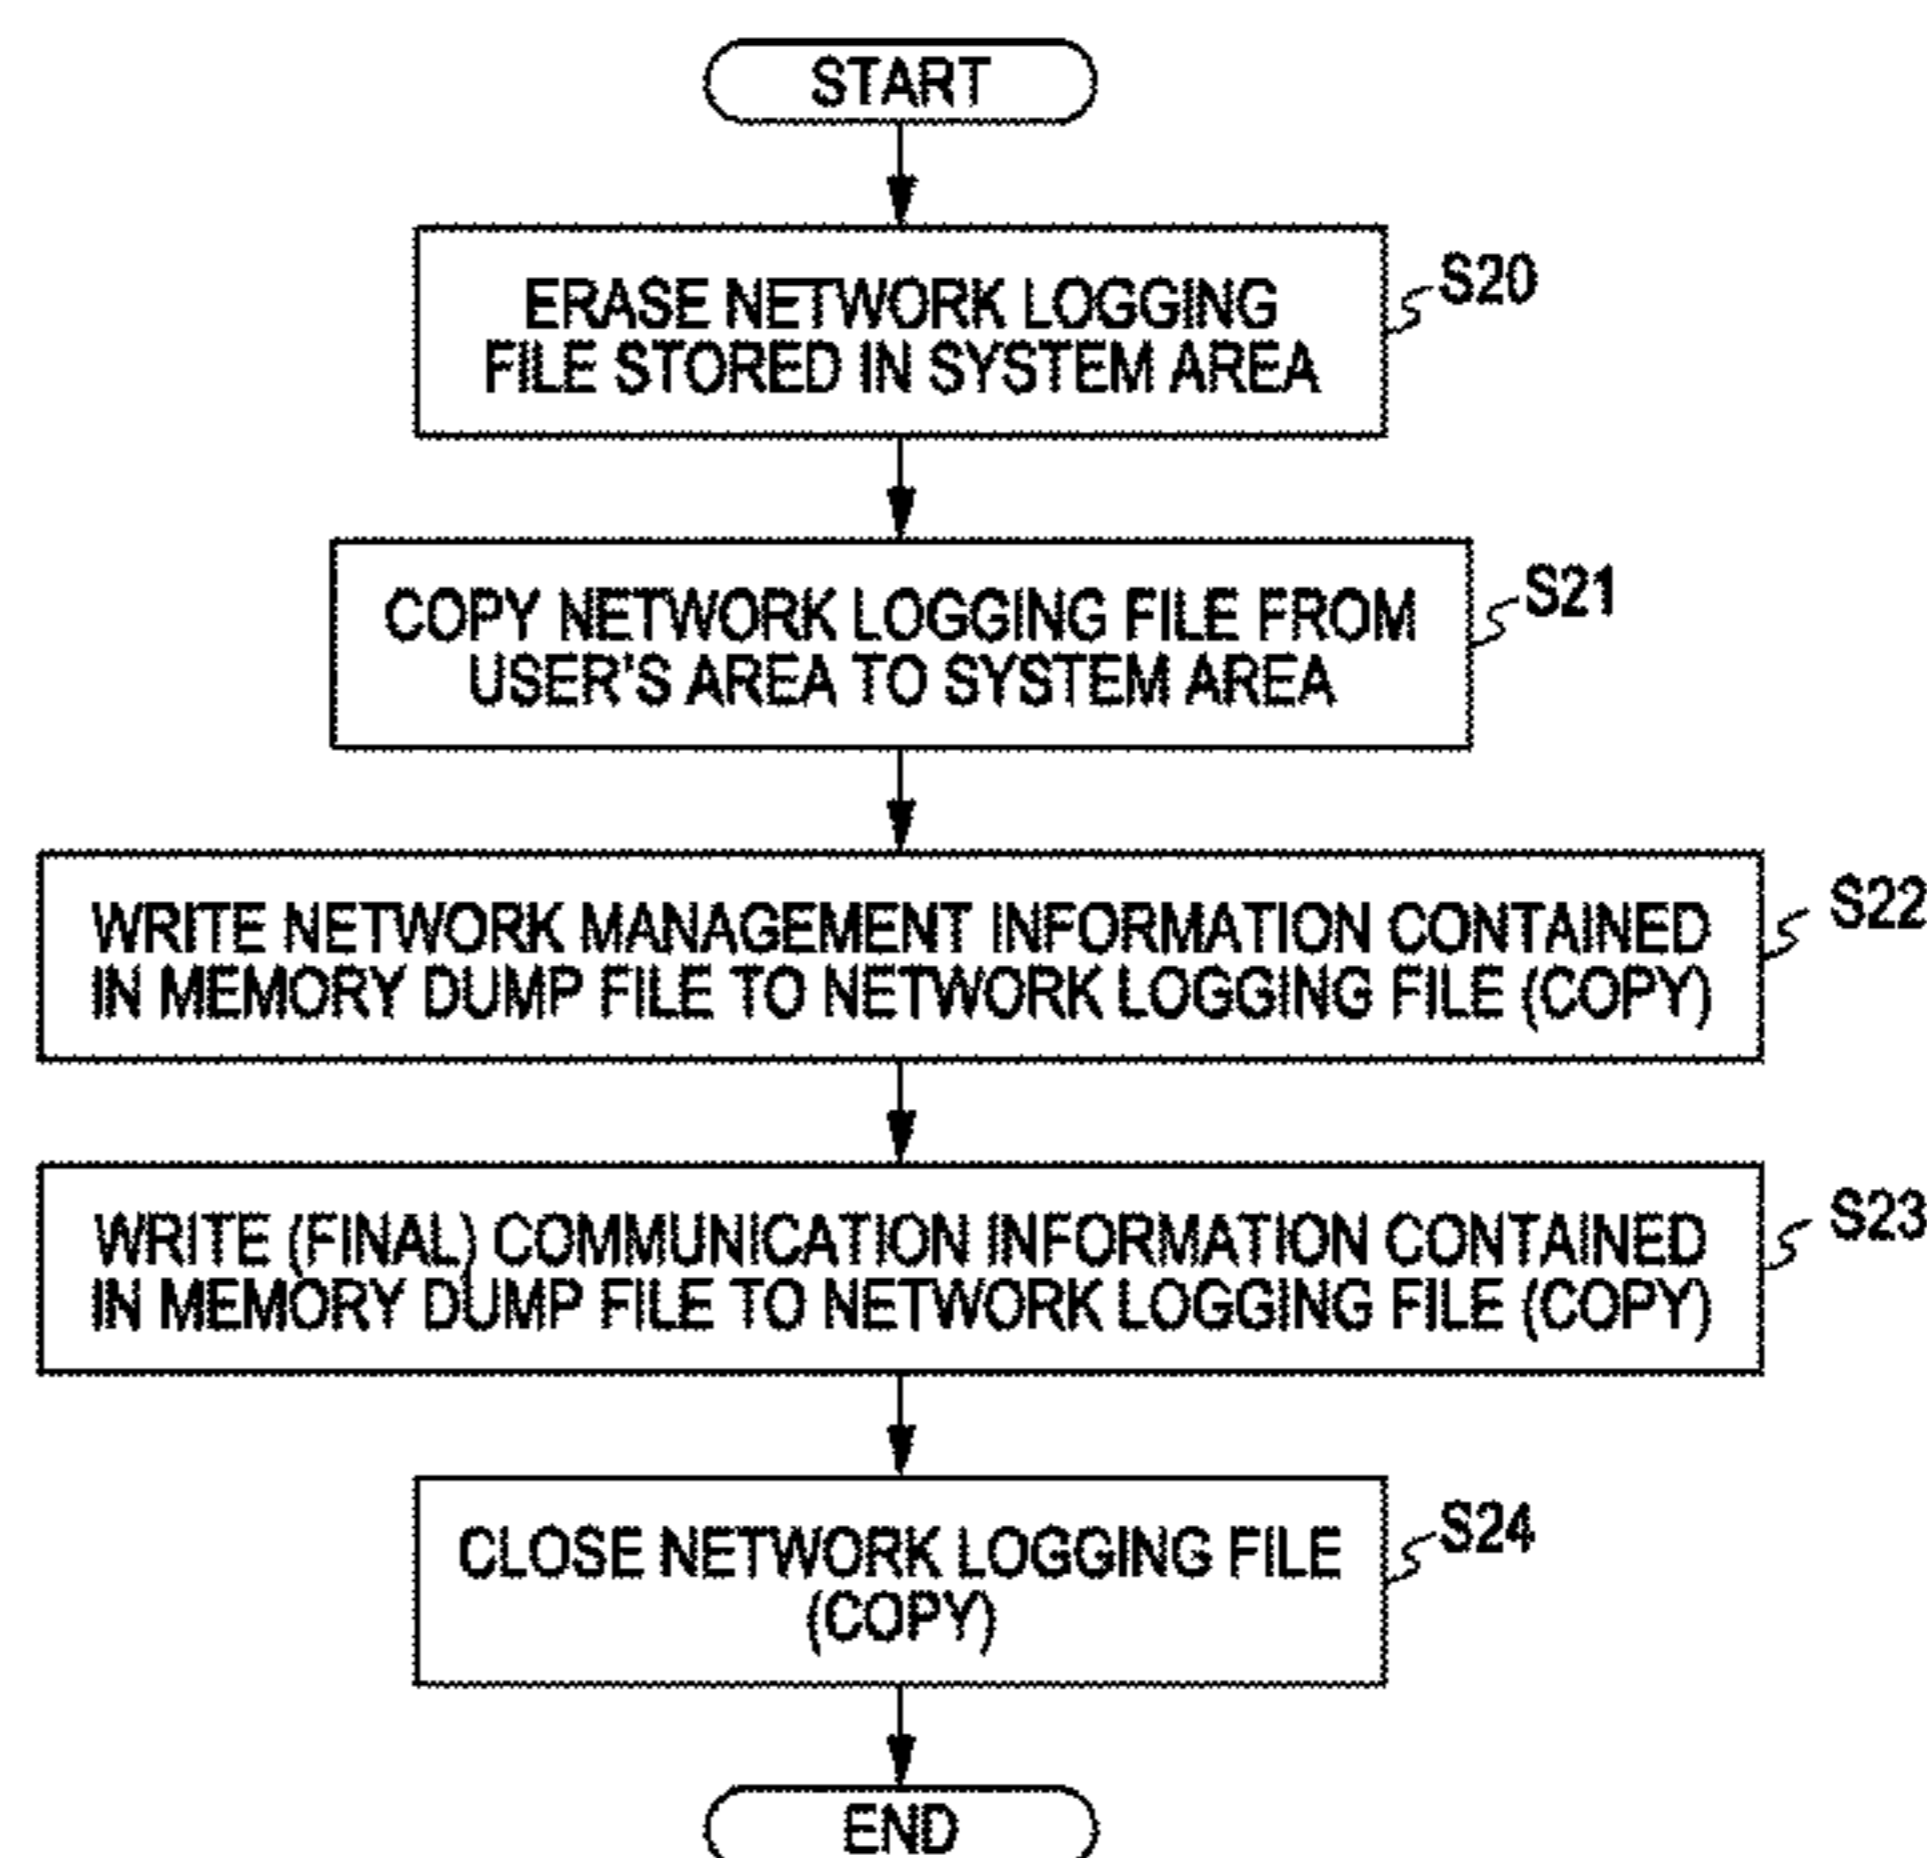 START
ERASE NETWORK LOGGING
FILE STORED IN SYSTEM AREA
S20
COPY NETWORK LOGGING FILE FROM
USER'S AREA TO SYSTEM AREA
S21
WRITE NETWORK MANAGEMENT INFORMATION CONTAINED
IN MEMORY DUMP FILE TO NETWORK LOGGING FILE (COPY)
S22
WRITE (FINAL) COMMUNICATION INFORMATION CONTAINED
IN MEMORY DUMP FILE TO NETWORK LOGGING FILE (COPY)
S23
CLOSE NETWORK LOGGING FILE
(COPY)
S24
END